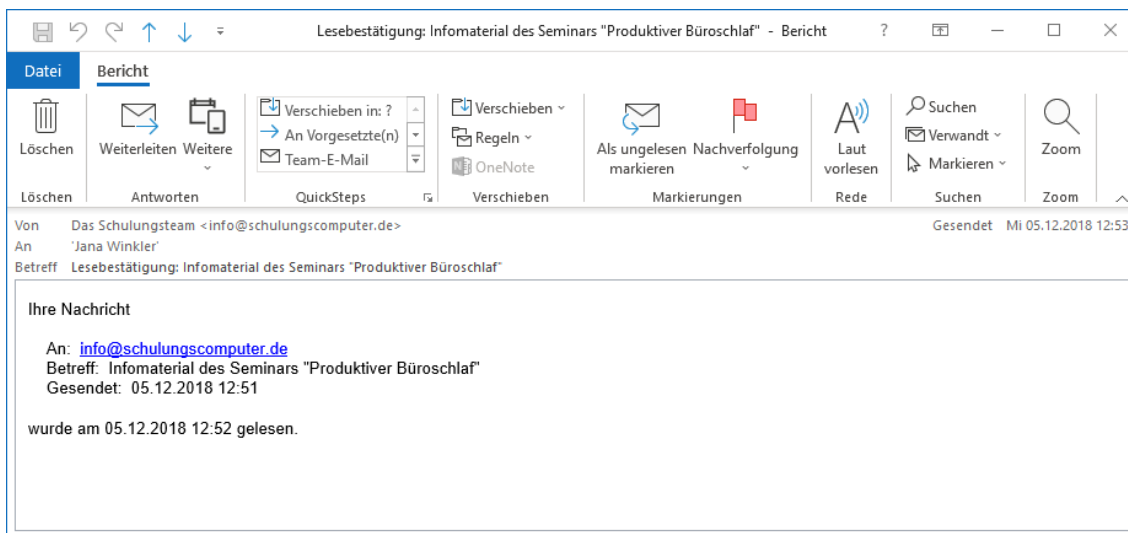 Lesebestätigung: Infomaterial des Seminars "Produktiver Büroschlaf" - Bericht ?
Datei Bericht
Löschen
Weiterleiten Weitere
Verschieben in: ?
An Vorgesetzte(n)
Team-E-Mail
Verschieben
Regeln
OneNote
Als ungelesen markieren
Nachverfolgung
Laut vorlesen
Suchen
Verwandt
Markieren
Zoom
Löschen Antworten QuickSteps Verschieben Markierungen Rede Suchen Zoom
Von Das Schulungsteam <info@schulungscomputer.de> Gesendet Mi 05.12.2018 12:53
An 'Jana Winkler'
Betreff Lesebestätigung: Infomaterial des Seminars "Produktiver Büroschlaf"
Ihre Nachricht
An: info@schulungscomputer.de
Betreff: Infomaterial des Seminars "Produktiver Büroschlaf"
Gesendet: 05.12.2018 12:51
wurde am 05.12.2018 12:52 gelesen.